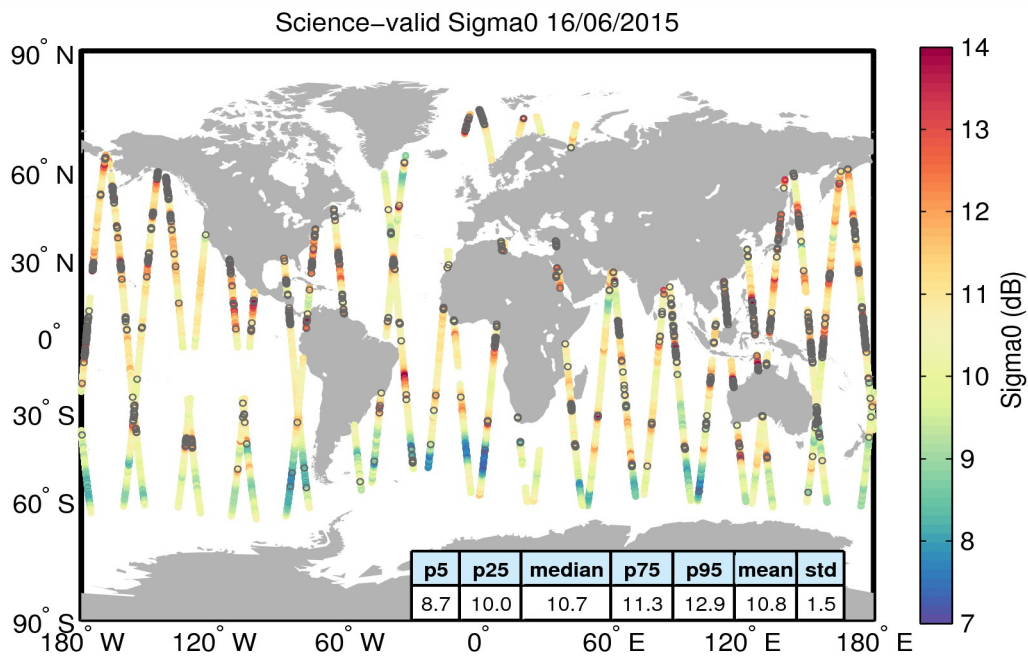 Science−valid Sigma0 16/06/2015
90° N
60° N
30° N
0°
30° S
60° S
90° S
180° W
120° W
60° W
0°
60° E
120° E
180° E
p5 p25 median p75 p95 mean std
8.7 10.0 10.7 11.3 12.9 10.8 1.5
14
13
12
11
10
9
8
7
Sigma0 (dB)